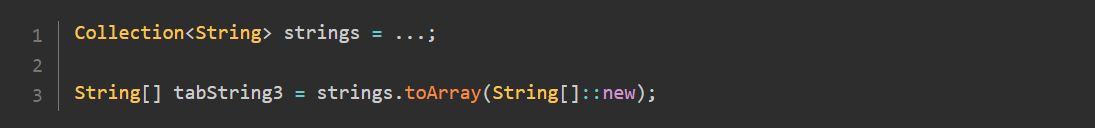 1 Collection<String> strings = ...;
2
3 String[] tabString3 = strings.toArray(String[]::new);